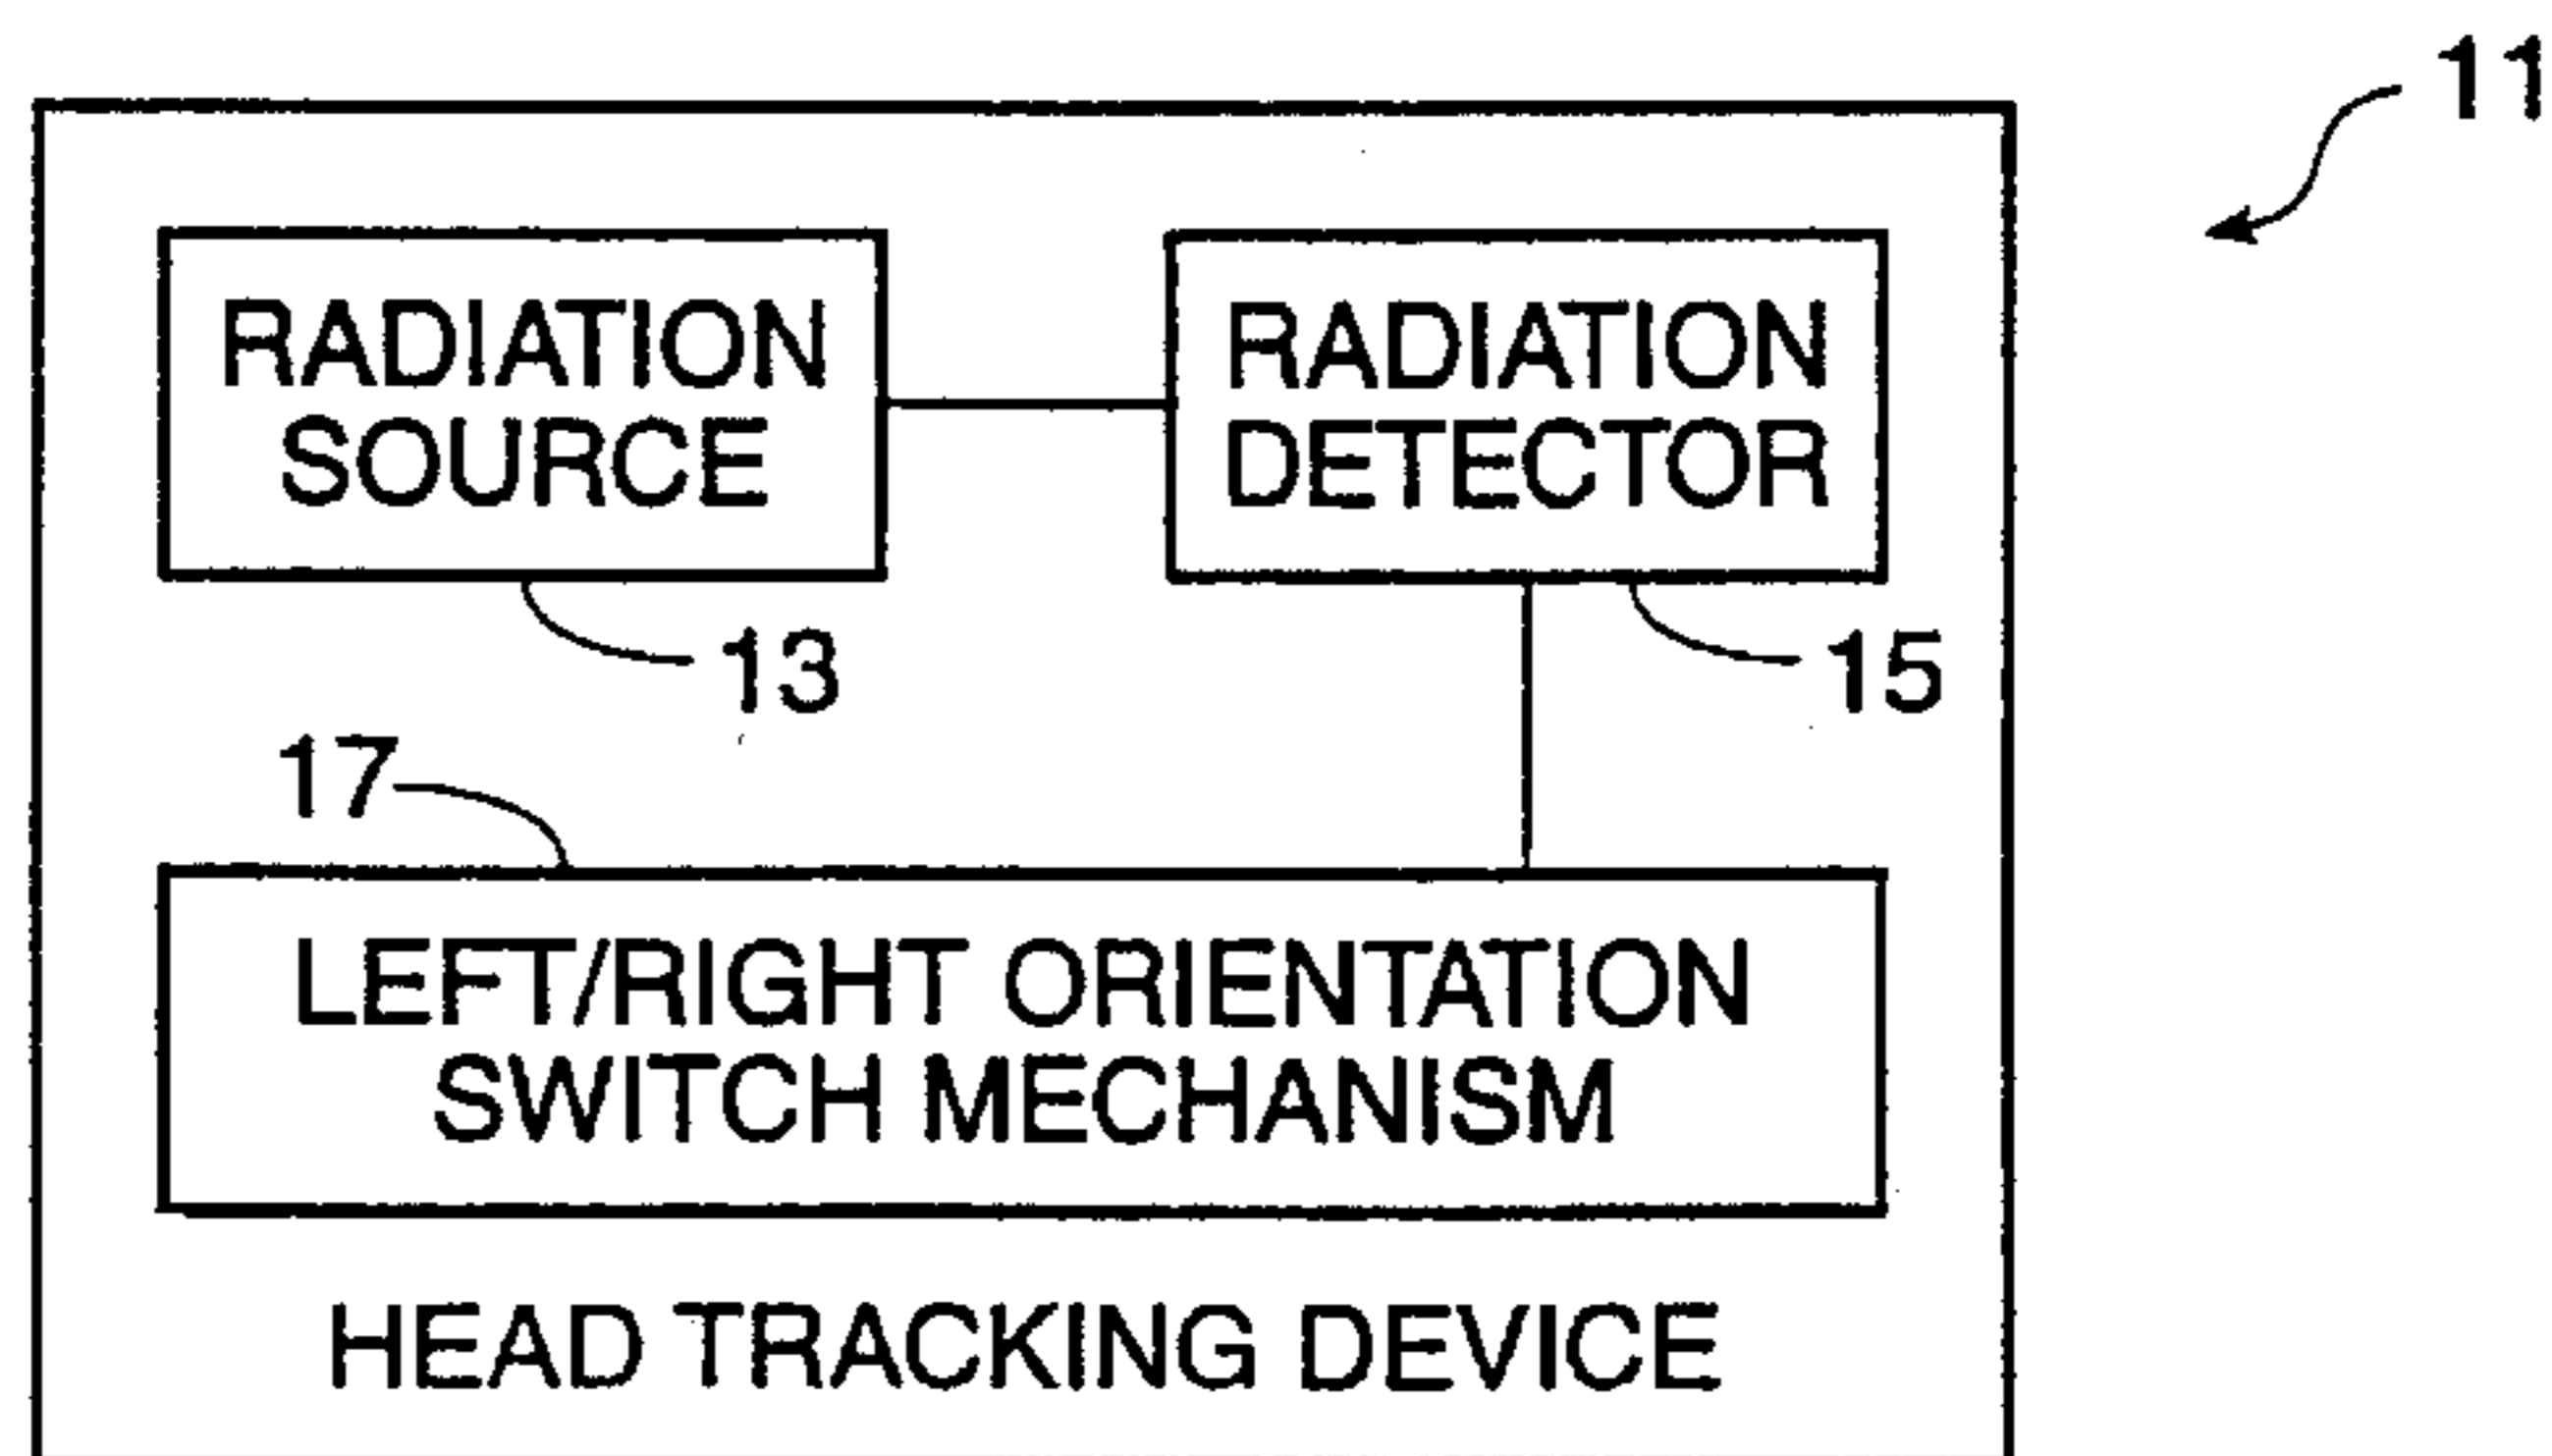 11
RADIATION
SOURCE
RADIATION
DETECTOR
13
15
17
LEFT/RIGHT ORIENTATION
SWITCH MECHANISM
HEAD TRACKING DEVICE